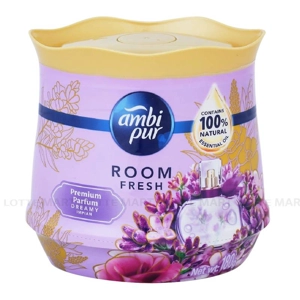 ambi
pur
CONTAINS
100%
NATURAL
ESSENTIAL OIL
ROOM
FRESH
Premium
Parfum
DREAMY